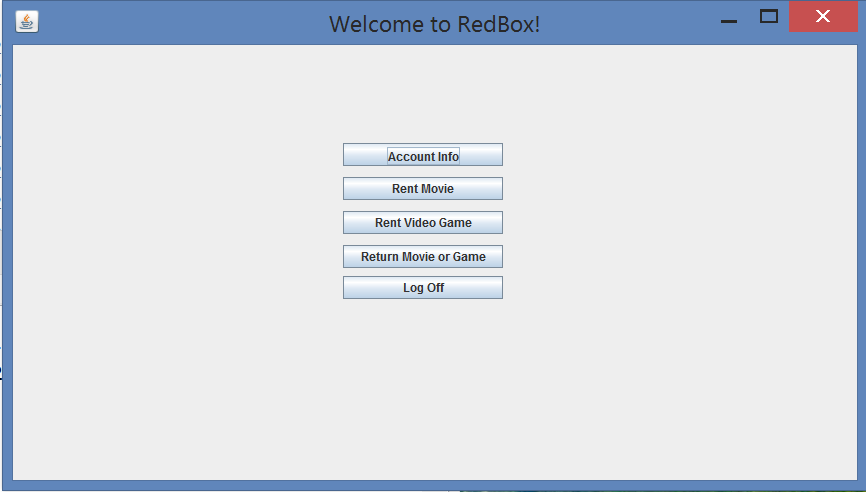 Welcome to RedBox!
Account Info
Rent Movie
Rent Video Game
Return Movie or Game
Log Off